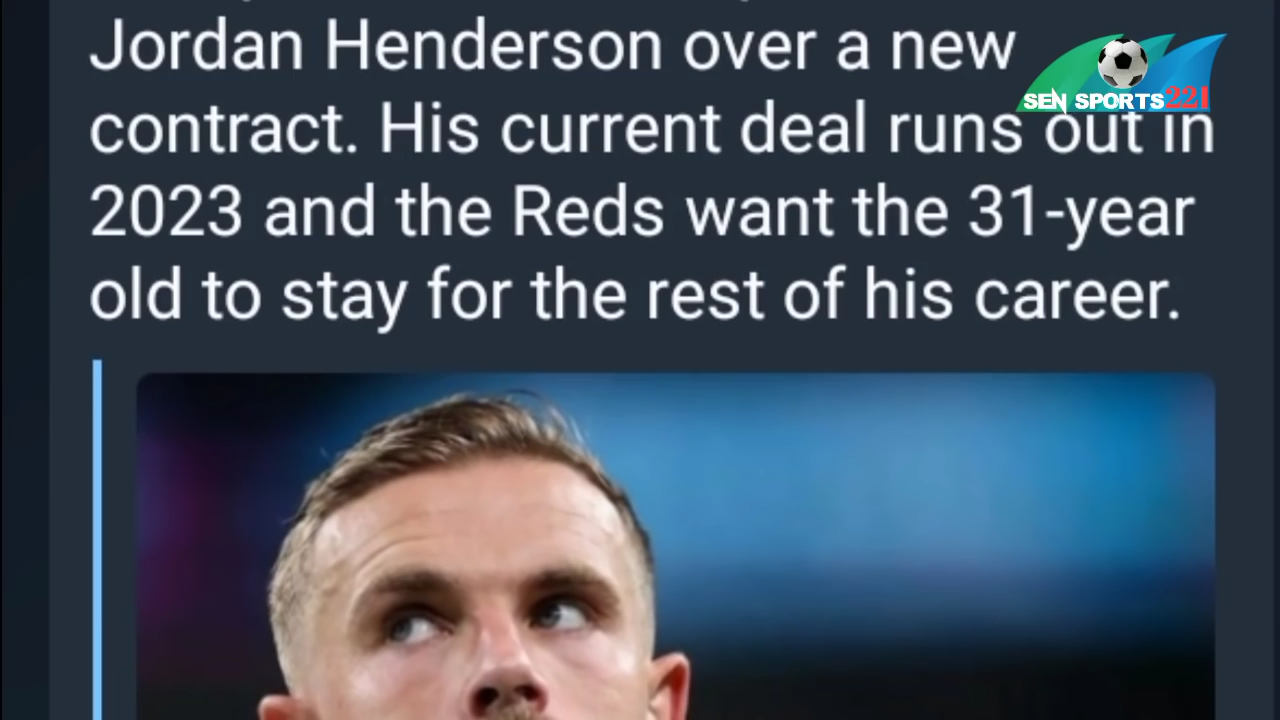 Jordan Henderson over a new
SEN SPORTS221
contract. His current deal runs out in
2023 and the Reds want the 31-year
old to stay for the rest of his career.